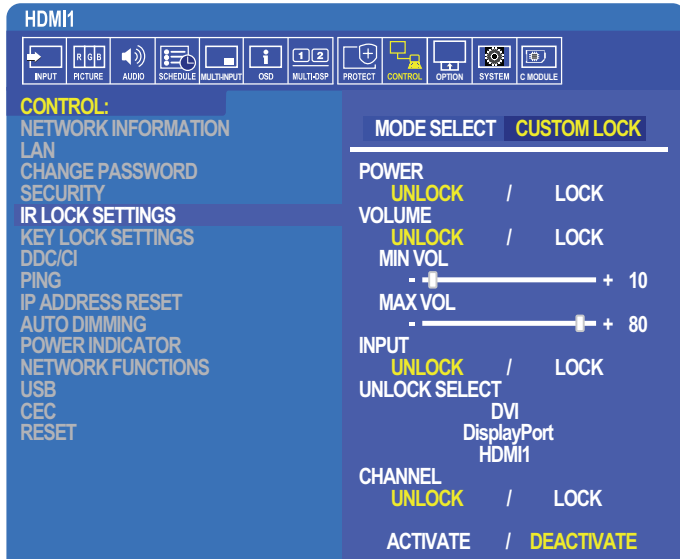 HDMI1
INPUT R G B PICTURE AUDIO SCHEDULE MULTI-INPUT OSD 1 2 MULTI-DSP PROTECT CONTROL OPTION SYSTEM C MODULE
CONTROL:
NETWORK INFORMATION
LAN
CHANGE PASSWORD
SECURITY
IR LOCK SETTINGS
KEY LOCK SETTINGS
DDC/CI
PING
IP ADDRESS RESET
AUTO DIMMING
POWER INDICATOR
NETWORK FUNCTIONS
USB
CEC
RESET
MODE SELECT CUSTOM LOCK
POWER
UNLOCK / LOCK
VOLUME
UNLOCK / LOCK
MIN VOL
- + 10
MAX VOL
- + 80
INPUT
UNLOCK / LOCK
UNLOCK SELECT
DVI
DisplayPort
HDMI1
CHANNEL
UNLOCK / LOCK
ACTIVATE / DEACTIVATE